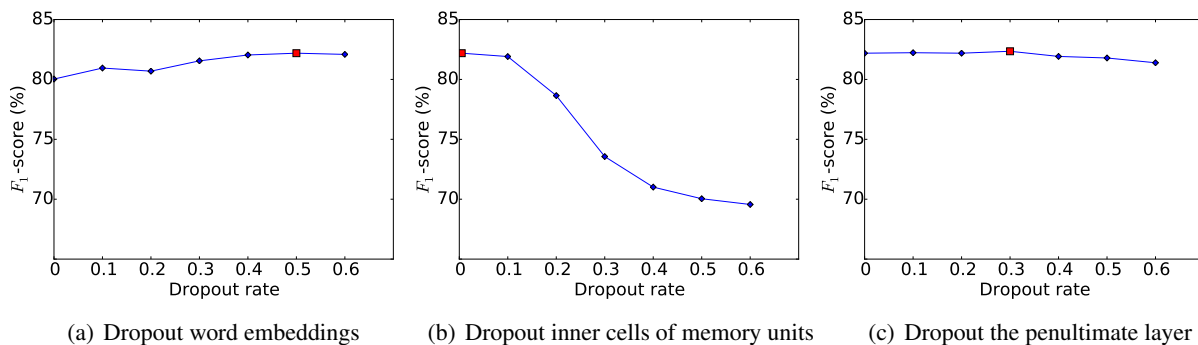 85
80
75
70
F1-score (%)
0 0.1 0.2 0.3 0.4 0.5 0.6
Dropout rate
(a) Dropout word embeddings
85
80
75
70
F1-score (%)
0 0.1 0.2 0.3 0.4 0.5 0.6
Dropout rate
(b) Dropout inner cells of memory units
85
80
75
70
F1-score (%)
0 0.1 0.2 0.3 0.4 0.5 0.6
Dropout rate
(c) Dropout the penultimate layer